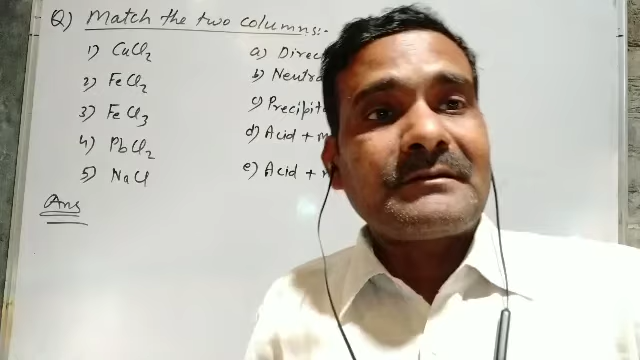 Q) Match the two columns:-
1) CuCl2 a) Direc
2) FeCl2 b) Neutra
3) FeCl3 c) Precipit
4) PbCl2 d) Acid + m
5) NaCl e) Acid +
Ans